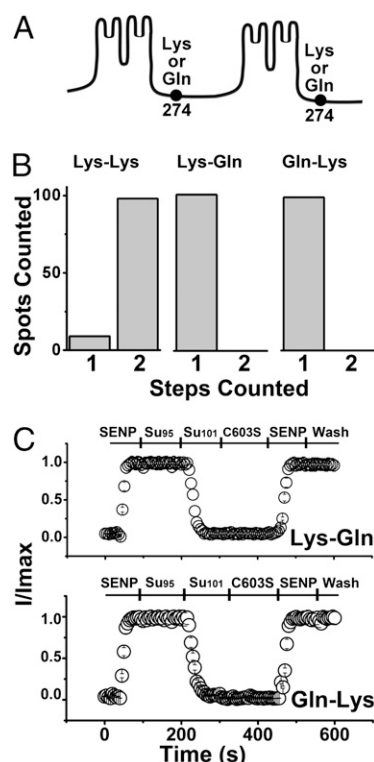 A
Lys
or
Gln
274
Lys
or
Gln
274
B
Lys-Lys Lys-Gln Gln-Lys
Spots Counted
100
50
0
1 2 1 2 1 2
Steps Counted
C
SENP Su95 Su101 C603S SENP Wash
1.0
0.5
0.0
Lys-Gln
I/Imax
SENP Su95 Su101 C603S SENP Wash
1.0
0.5
0.0
Gln-Lys
0 200 400 600
Time (s)